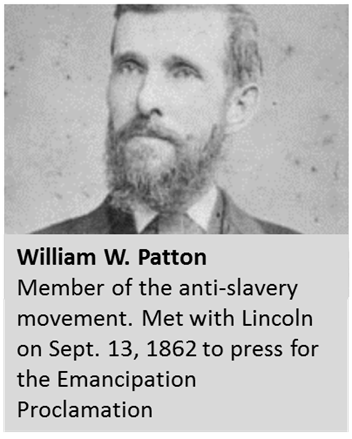 William W. Patton
Member of the anti-slavery
movement. Met with Lincoln
on Sept. 13, 1862 to press for
the Emancipation
Proclamation